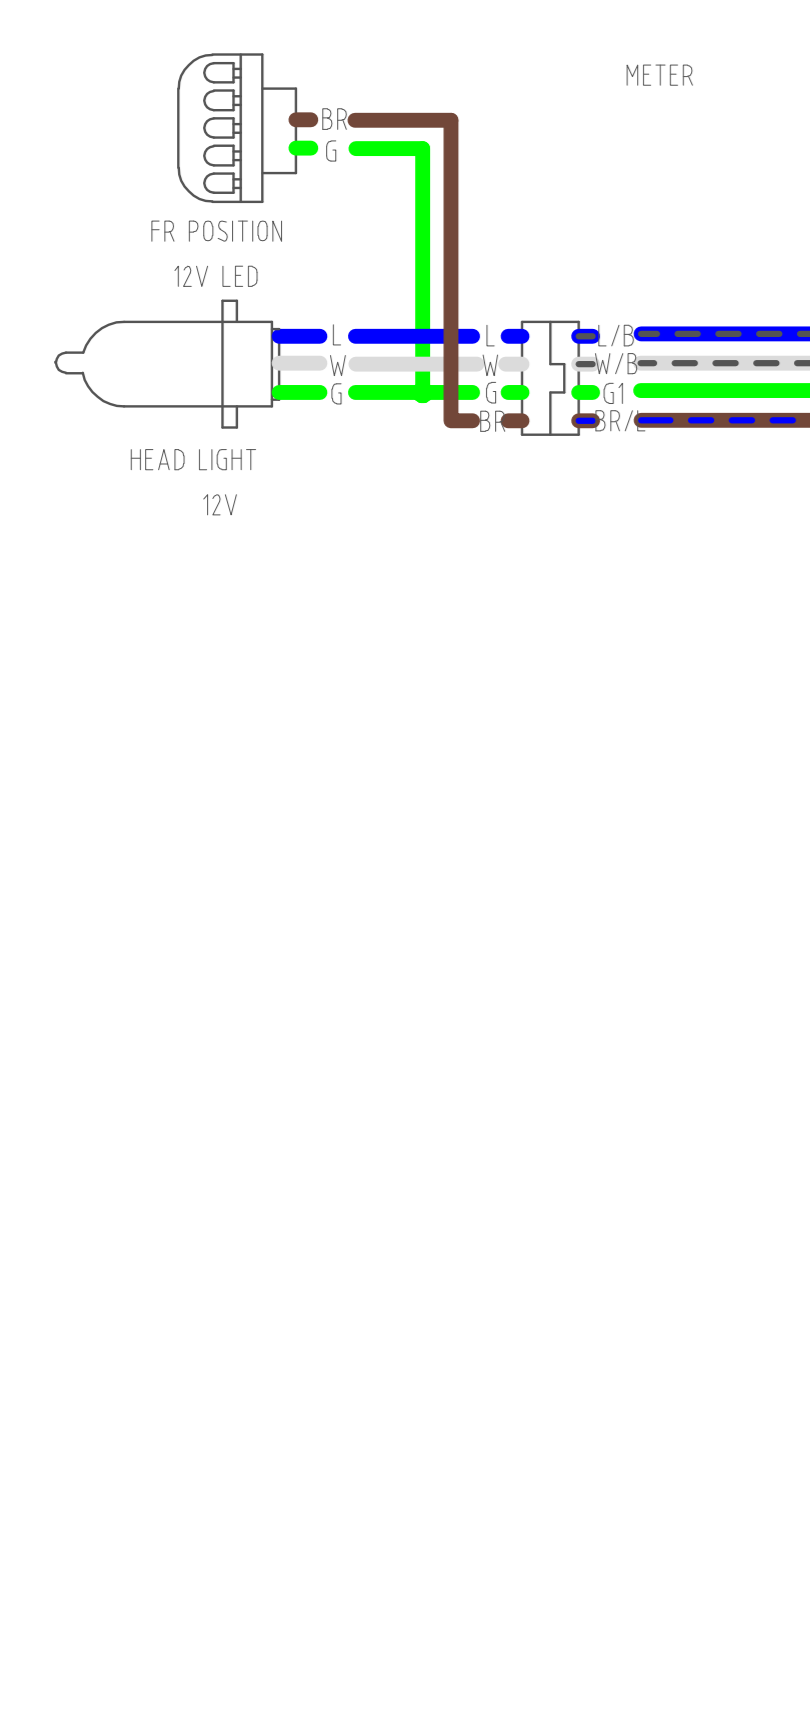 METER
BR
G
FR POSITION
12V LED
L L L/B
W W W/B
G G G1
BR BR/L
HEAD LIGHT
12V